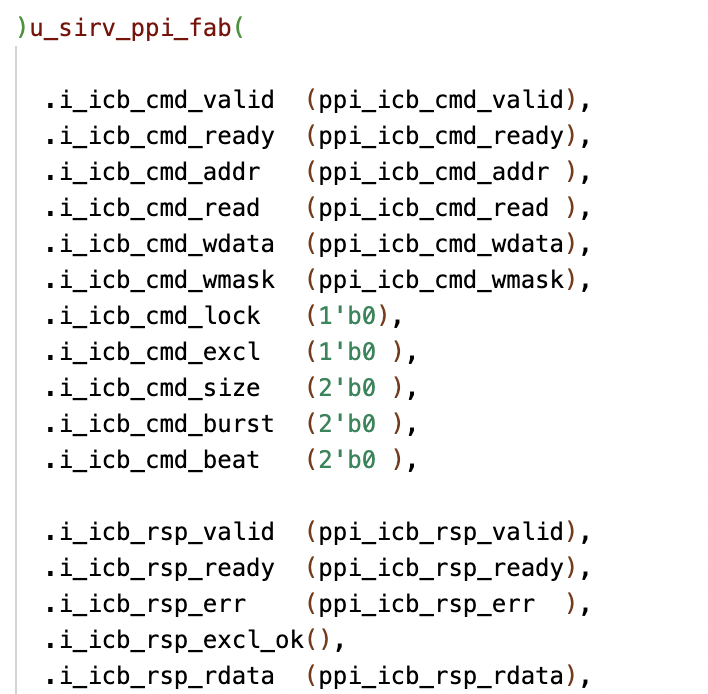 )u_sirv_ppi_fab(
.i_icb_cmd_valid  (ppi_icb_cmd_valid),
.i_icb_cmd_ready  (ppi_icb_cmd_ready),
.i_icb_cmd_addr   (ppi_icb_cmd_addr ),
.i_icb_cmd_read   (ppi_icb_cmd_read ),
.i_icb_cmd_wdata  (ppi_icb_cmd_wdata),
.i_icb_cmd_wmask  (ppi_icb_cmd_wmask),
.i_icb_cmd_lock   (1'b0),
.i_icb_cmd_excl   (1'b0 ),
.i_icb_cmd_size   (2'b0 ),
.i_icb_cmd_burst  (2'b0 ),
.i_icb_cmd_beat   (2'b0 ),
.i_icb_rsp_valid  (ppi_icb_rsp_valid),
.i_icb_rsp_ready  (ppi_icb_rsp_ready),
.i_icb_rsp_err    (ppi_icb_rsp_err  ),
.i_icb_rsp_excl_ok(),
.i_icb_rsp_rdata  (ppi_icb_rsp_rdata),